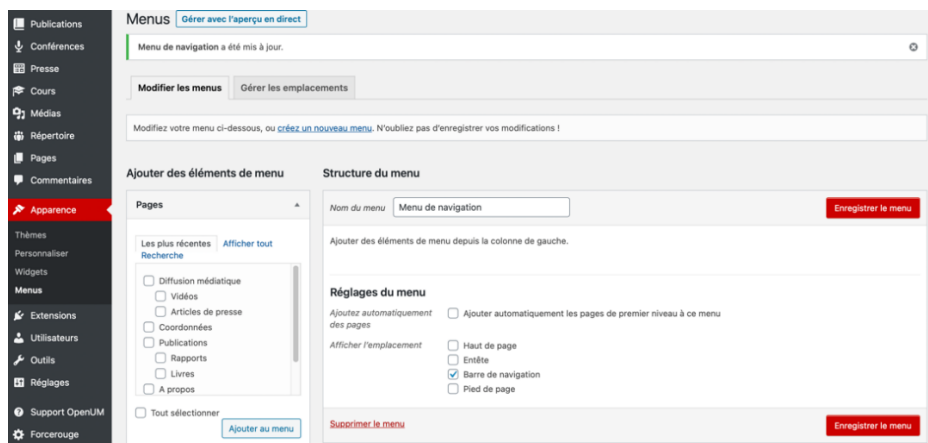 Publications
Conférences
Presse
Cours
Médias
Répertoire
Pages
Commentaires
Apparence
Thèmes
Personnaliser
Widgets
Menus
Extensions
Utilisateurs
Outils
Réglages
Support OpenUM
Forcerouge
Menus Gérer avec l'aperçu en direct
Menu de navigation a été mis à jour.
Modifier les menus Gérer les emplacements
Modifiez votre menu ci-dessous, ou créez un nouveau menu. N'oubliez pas d'enregistrer vos modifications !
Ajouter des éléments de menu
Pages
Les plus récentes Afficher tout
Recherche
Diffusion médiatique
Vidéos
Articles de presse
Coordonnées
Publications
Rapports
Livres
A propos
Tout sélectionner
Ajouter au menu
Structure du menu
Nom du menu Menu de navigation Enregistrer le menu
Ajouter des éléments de menu depuis la colonne de gauche.
Réglages du menu
Ajoutez automatiquement
des pages
Ajouter automatiquement les pages de premier niveau à ce menu
Afficher l'emplacement
Haut de page
Entête
Barre de navigation
Pied de page
Supprimer le menu Enregistrer le menu